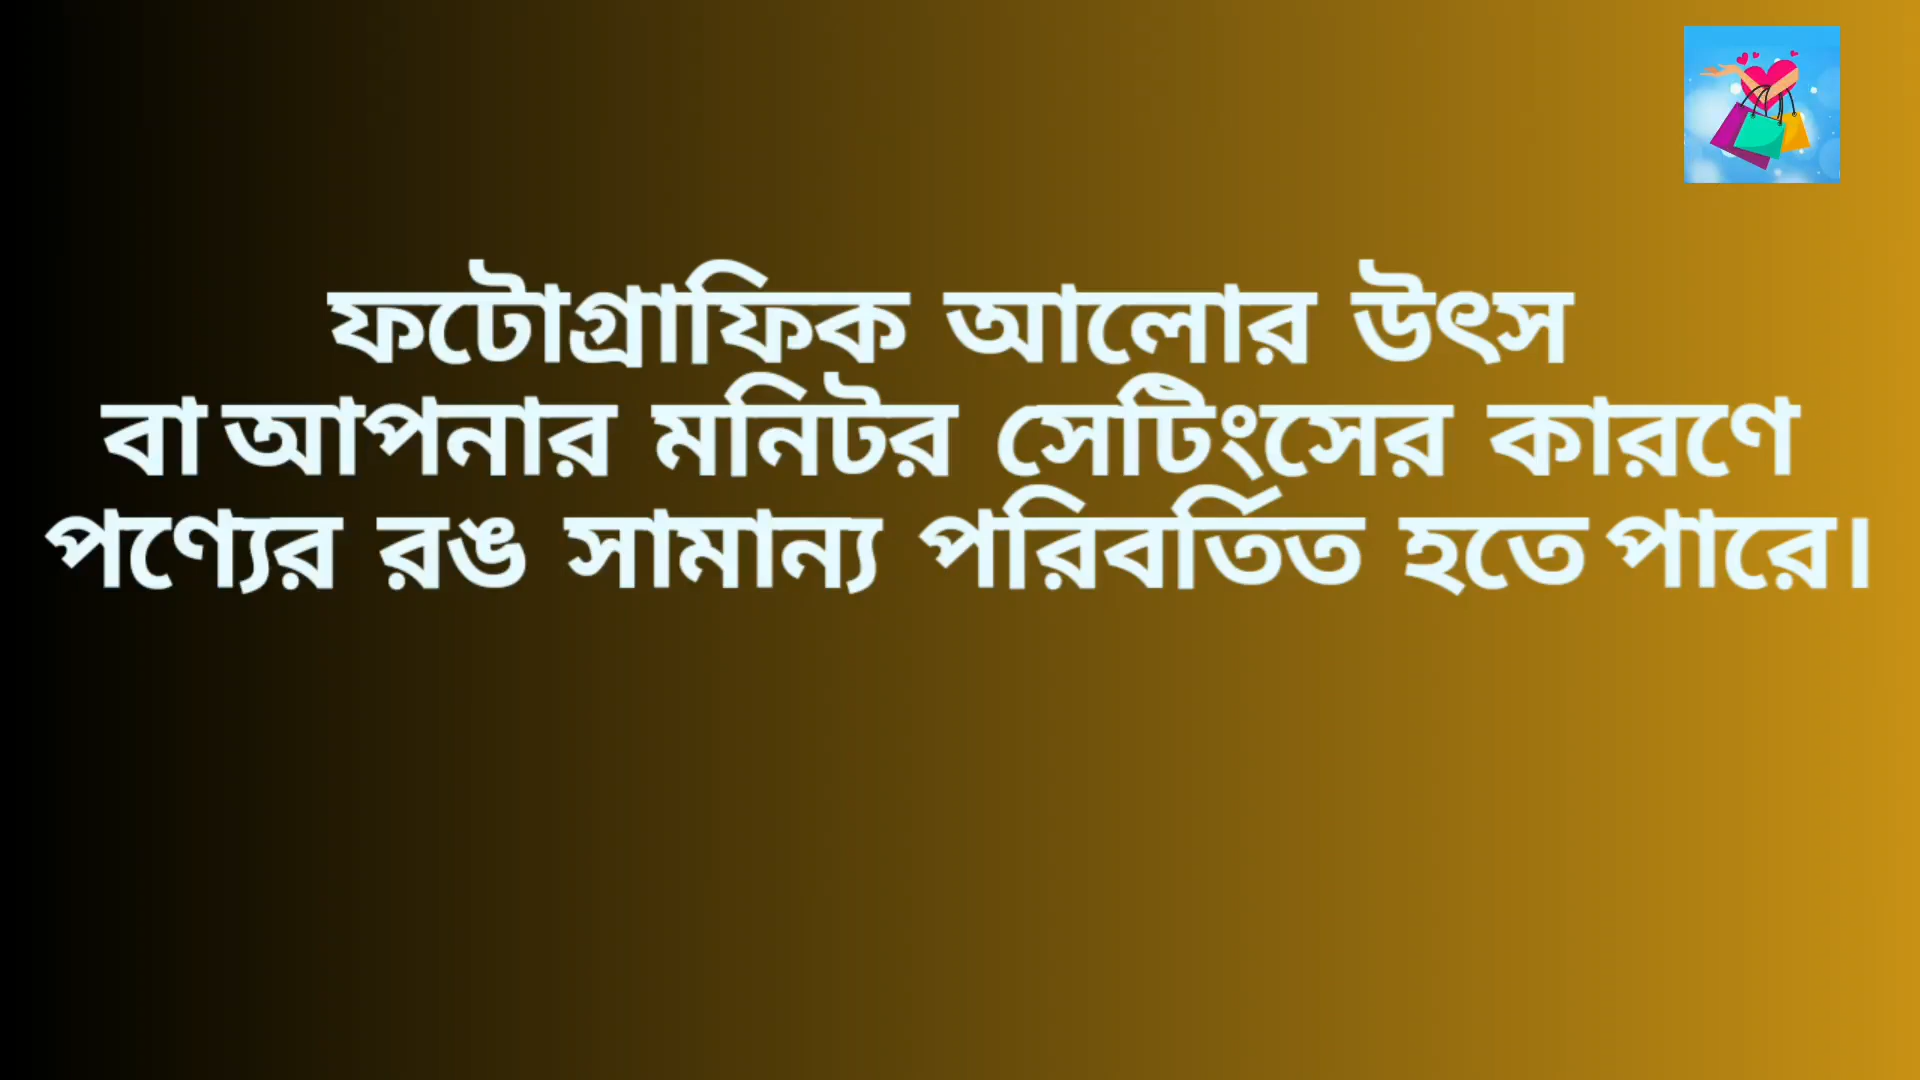 ফটোগ্রাফিক আলোর উৎস
বা আপনার মনিটর সেটিংসের কারণে
পণ্যের রঙ সামান্য পরিবর্তিত হতে পারে।